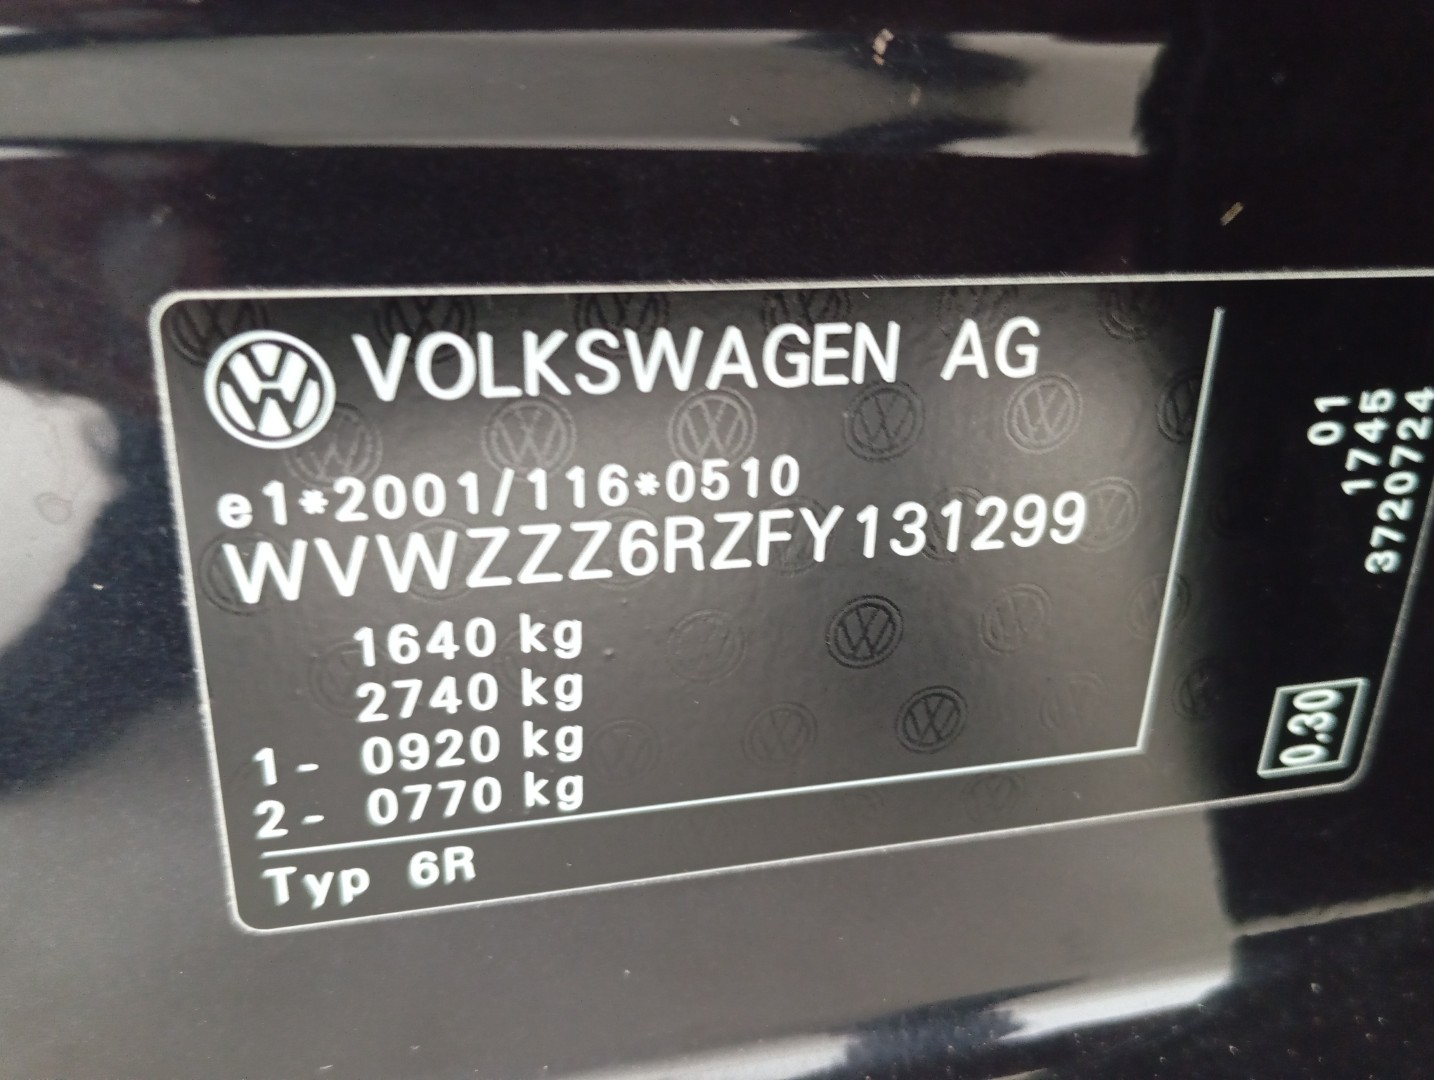 VOLKSWAGEN AG
e1*2001/116*0510
WVWZZZ6RZFY131299
1640 kg
2740 kg
1- 0920 kg
2- 0770 kg
Typ 6R
01
1745
3720724
0.30